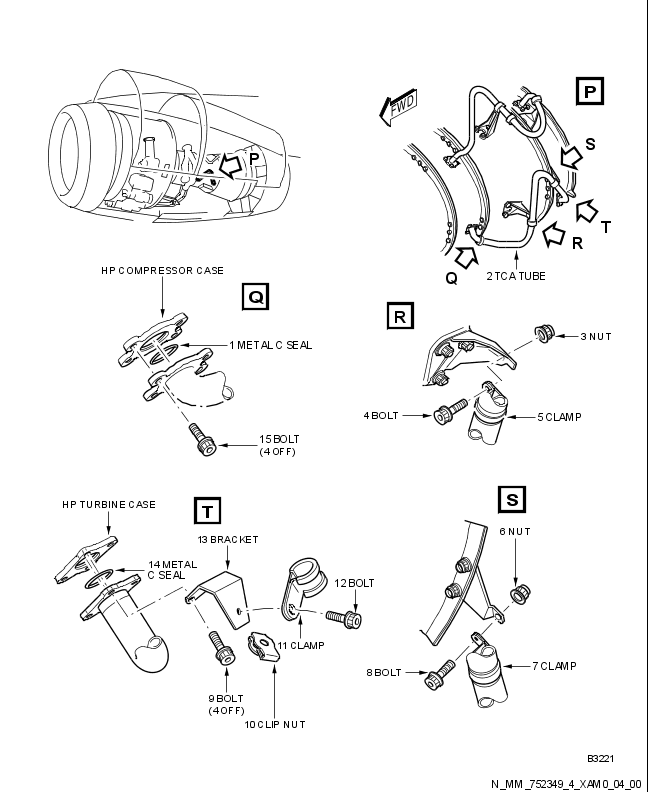 P
FWD
P
S
T
R
Q
2 TCA TUBE
HP COMPRESSOR CASE
Q
1 METAL C SEAL
15 BOLT
(4 OFF)
R
3 NUT
4 BOLT
5 CLAMP
HP TURBINE CASE
T
13 BRACKET
14 METAL
C SEAL
12 BOLT
11 CLAMP
9 BOLT
(4 OFF)
10 CLIP NUT
S
6 NUT
8 BOLT
7 CLAMP
B3221
N_MM_752349_4_XAM0_04_00